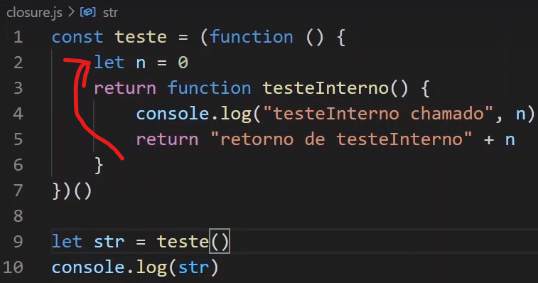 closure.js > str
1 const teste = (function () {
2     let n = 0
3     return function testeInterno() {
4         console.log("testeInterno chamado", n)
5         return "retorno de testeInterno" + n
6     }
7 })()
8
9 let str = teste()
10 console.log(str)